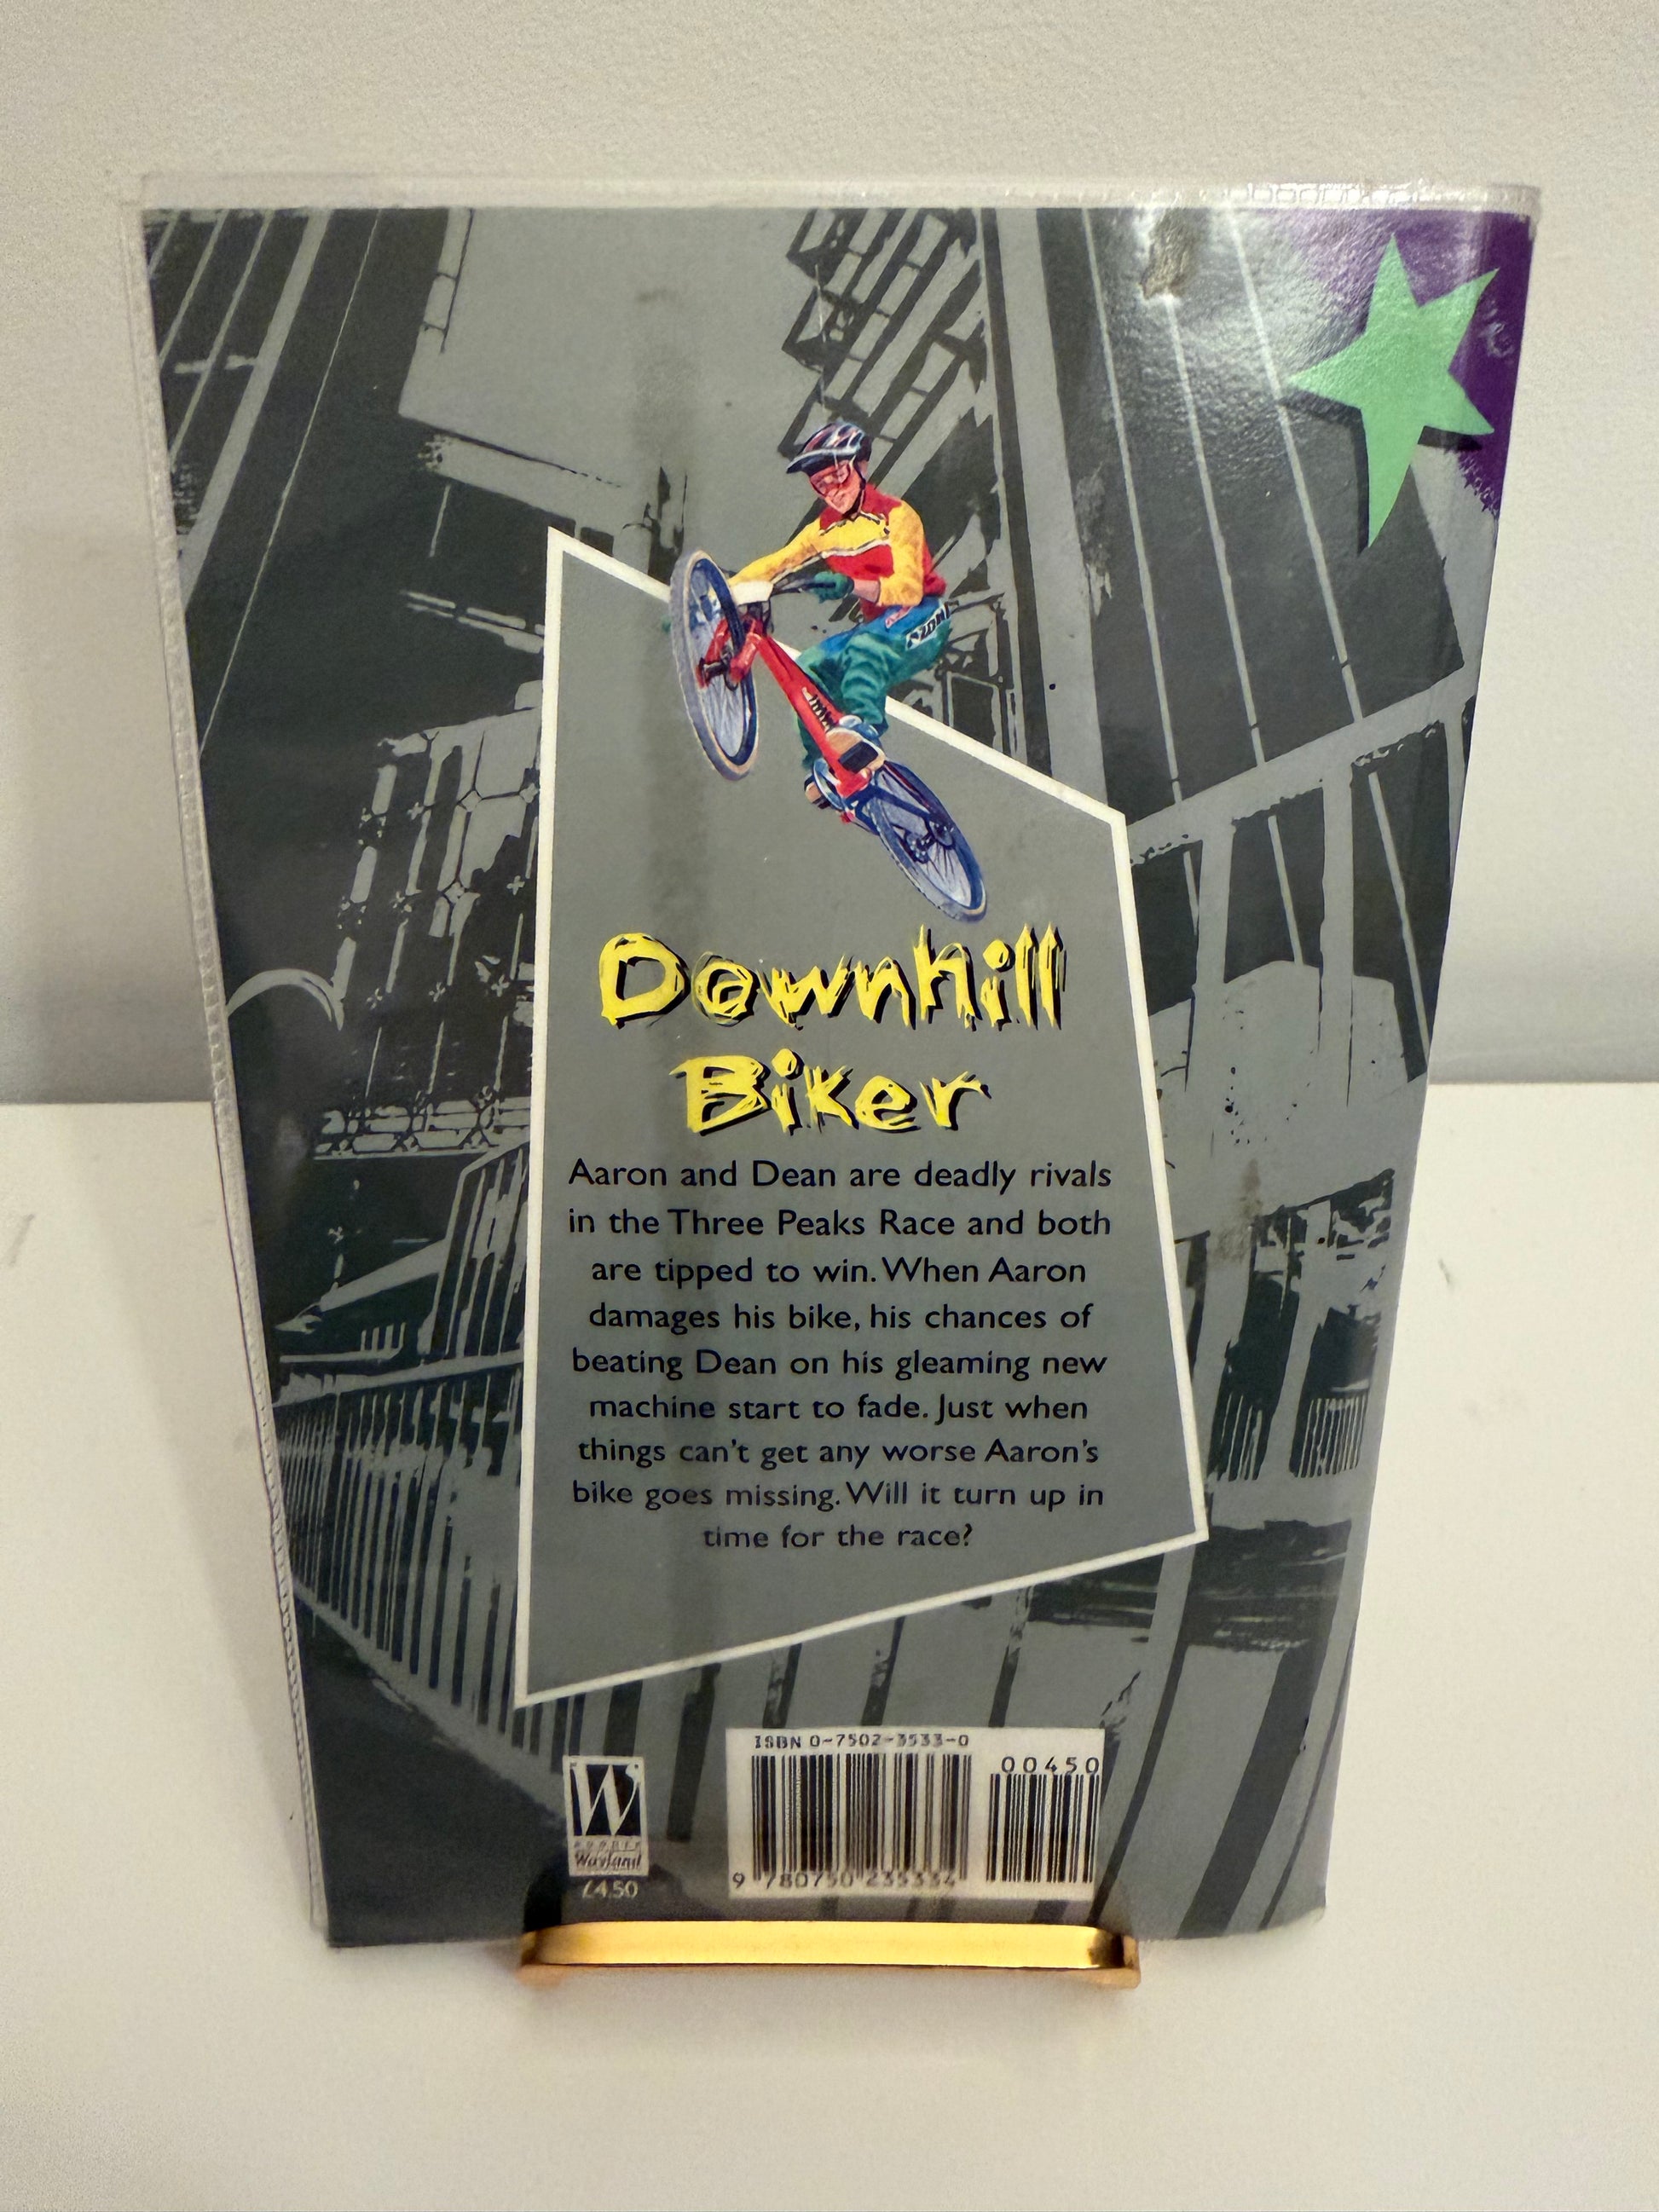 Downhill
Biker
Aaron and Dean are deadly rivals
in the Three Peaks Race and both
are tipped to win. When Aaron
damages his bike, his chances of
beating Dean on his gleaming new
machine start to fade. Just when
things can't get any worse Aaron's
bike goes missing. Will it turn up in
time for the race?
ISBN 0-7502-3533-0
00450
W
Wayland
£4.50
9 780750 235334